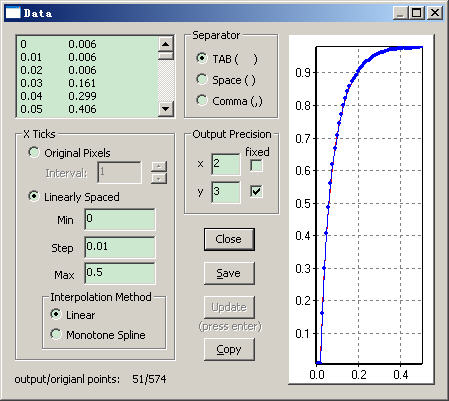 Data
0 0.006
0.01 0.006
0.02 0.006
0.03 0.161
0.04 0.299
0.05 0.406
Separator
TAB ( )
Space ( )
Comma (,)
X Ticks
Original Pixels
Interval: 1
Linearly Spaced
Min 0
Step 0.01
Max 0.5
Interpolation Method
Linear
Monotone Spline
Output Precision
fixed
x 2
y 3
Close
Save
Update
(press enter)
Copy
output/origianl points: 51/574
0.9
0.8
0.7
0.6
0.5
0.4
0.3
0.2
0.1
0.0 0.2 0.4